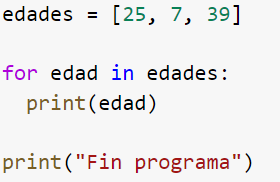 edades = [25, 7, 39]
for edad in edades:
  print(edad)
print("Fin programa")